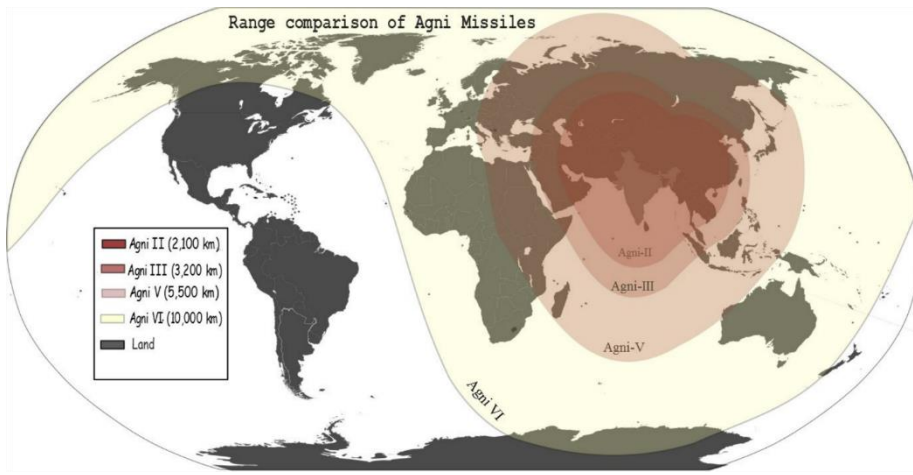 Range comparison of Agni Missiles
Agni II (2,100 km)
Agni III (3,200 km)
Agni V (5,500 km)
Agni VI (10,000 km)
Land
Agni-II
Agni-III
Agni-V
Agni VI